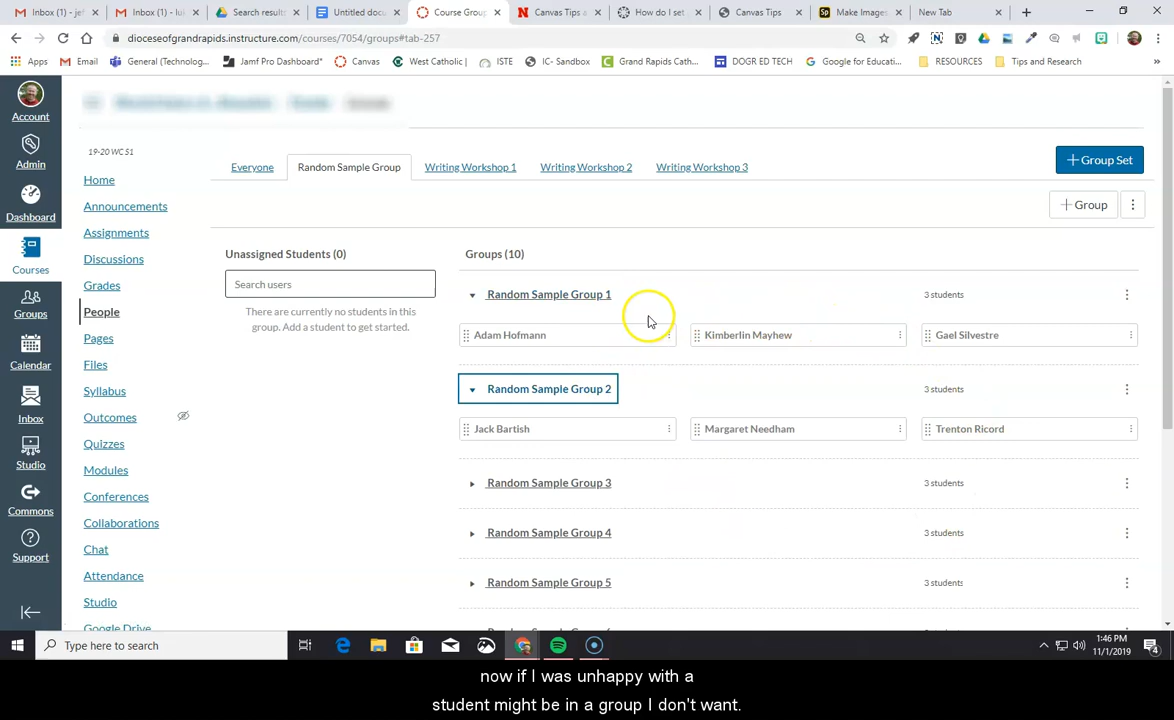 Inbox (1) - jef
Inbox (1) - luk
Search results
Untitled docu
Course Group
Canvas Tips a
How do I set
Canvas Tips
Make Images
New Tab
dioceseofgrandrapids.instructure.com/courses/7054/groups#tab-257
Apps
Email
General (Technolog...
Jamf Pro Dashboard*
Canvas
West Catholic |
ISTE
IC- Sandbox
Grand Rapids Cath...
DOGR ED TECH
Google for Educati...
RESOURCES
Tips and Research
Account
Admin
Dashboard
Courses
Groups
Calendar
Inbox
Studio
Commons
Support
19-20 WC S1
Home
Announcements
Assignments
Discussions
Grades
People
Pages
Files
Syllabus
Outcomes
Quizzes
Modules
Conferences
Collaborations
Chat
Attendance
Studio
Google Drive
Everyone
Random Sample Group
Writing Workshop 1
Writing Workshop 2
Writing Workshop 3
+ Group Set
+ Group
Unassigned Students (0)
Search users
There are currently no students in this
group. Add a student to get started.
Groups (10)
Random Sample Group 1
3 students
Adam Hofmann
Kimberlin Mayhew
Gael Silvestre
Random Sample Group 2
3 students
Jack Bartish
Margaret Needham
Trenton Ricord
Random Sample Group 3
3 students
Random Sample Group 4
3 students
Random Sample Group 5
3 students
Type here to search
1:46 PM
11/1/2019
4
now if I was unhappy with a
student might be in a group I don't want.